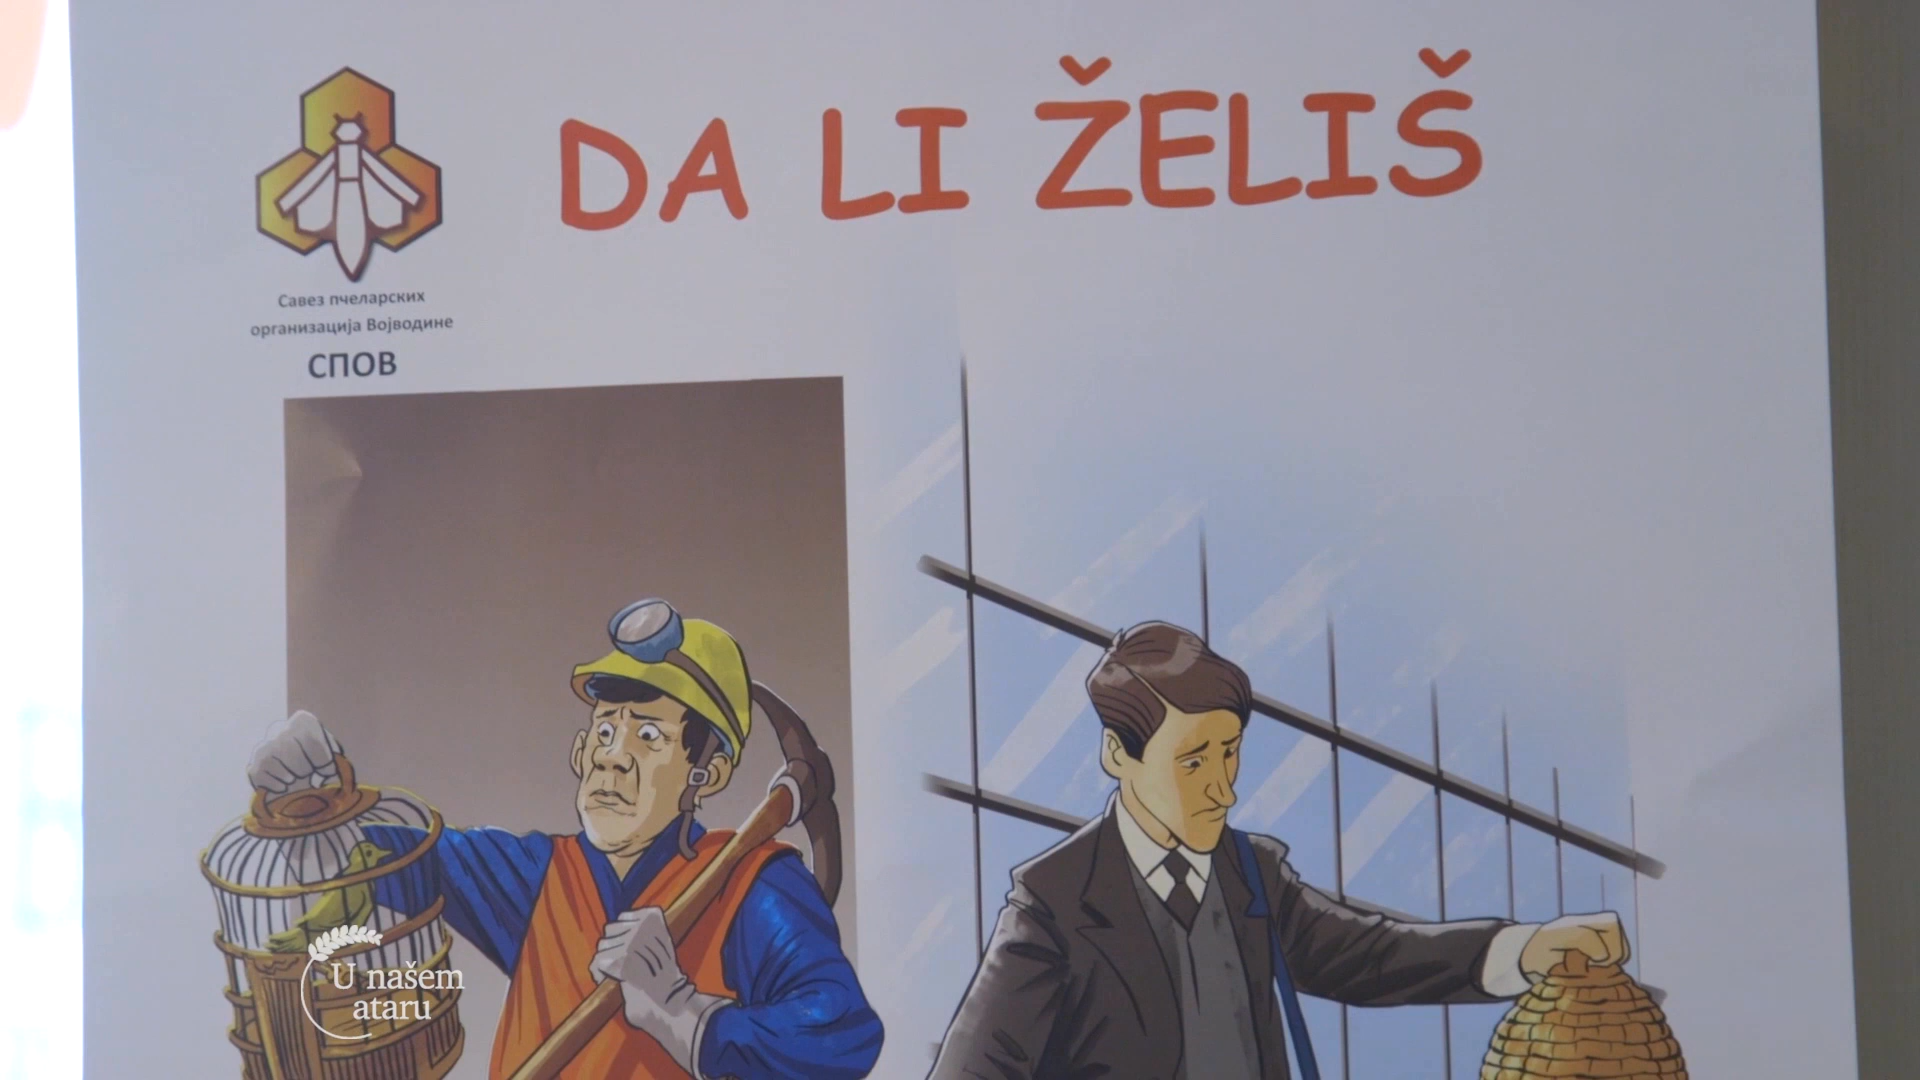 DA LI ŽELIŠ
Савез пчеларских
организација Војводине
СПОВ
U našem
ataru